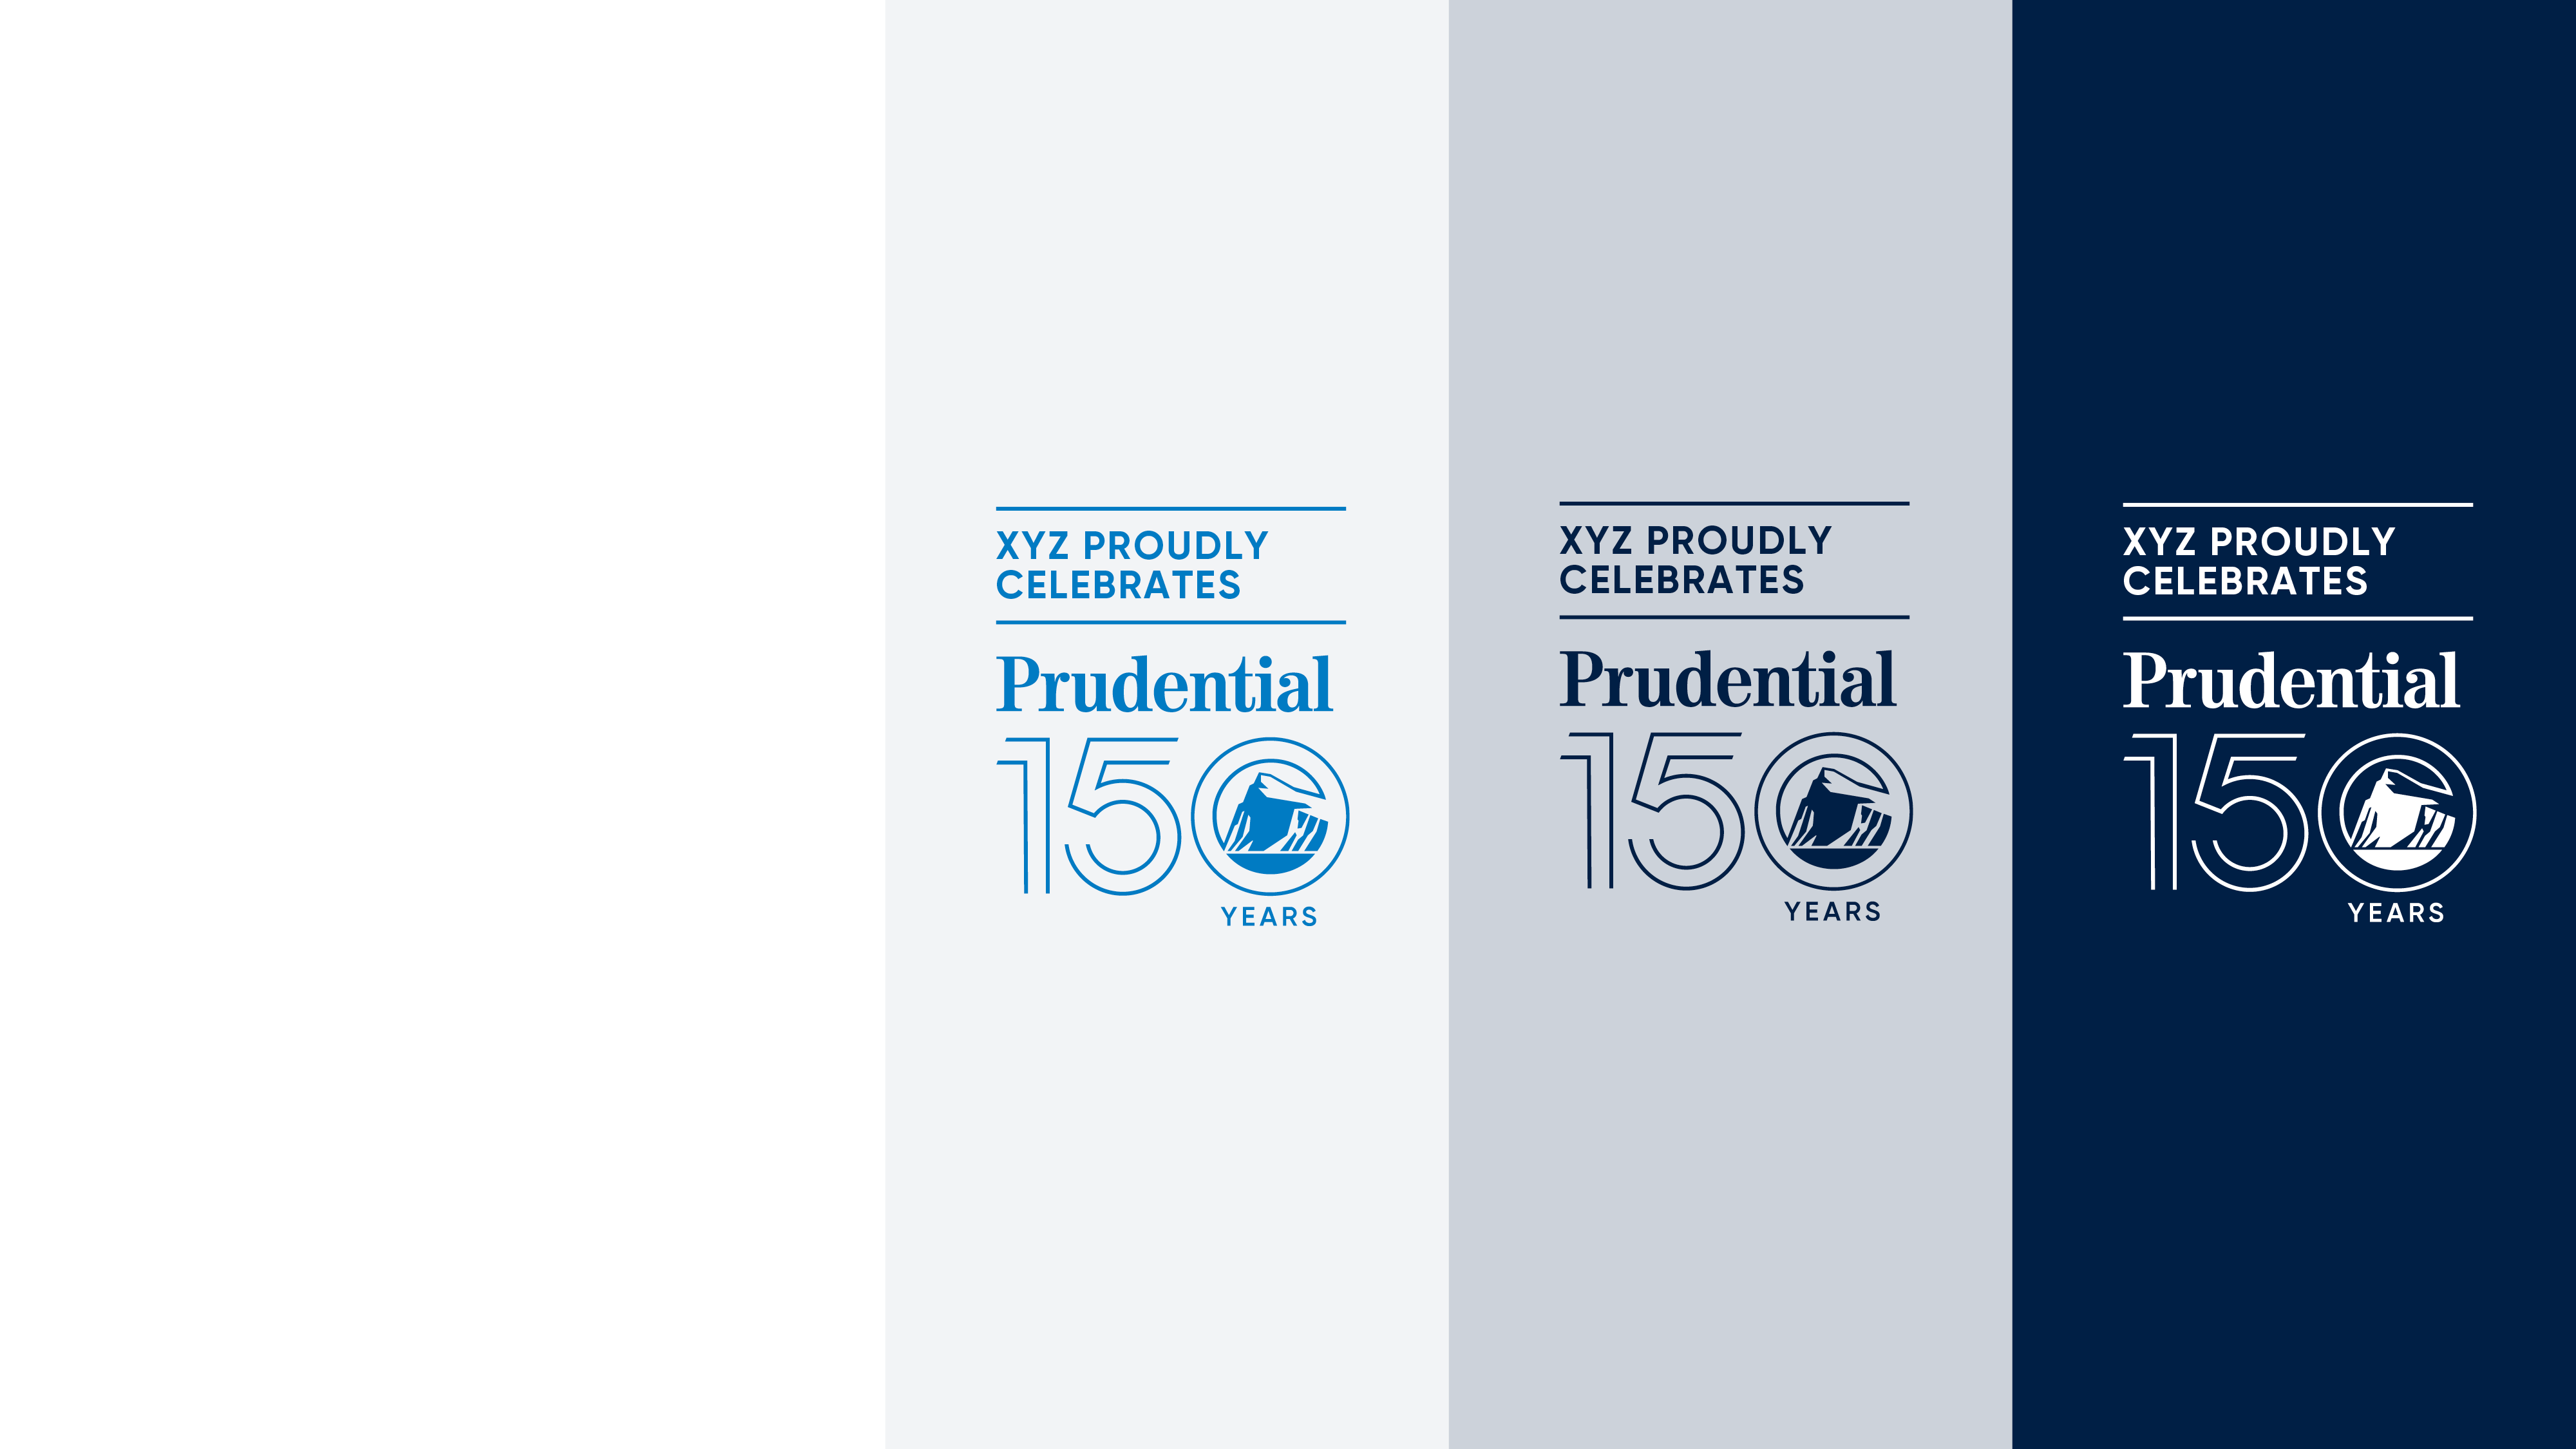 XYZ PROUDLY
CELEBRATES
Prudential
150
YEARS
XYZ PROUDLY
CELEBRATES
Prudential
150
YEARS
XYZ PROUDLY
CELEBRATES
Prudential
150
YEARS